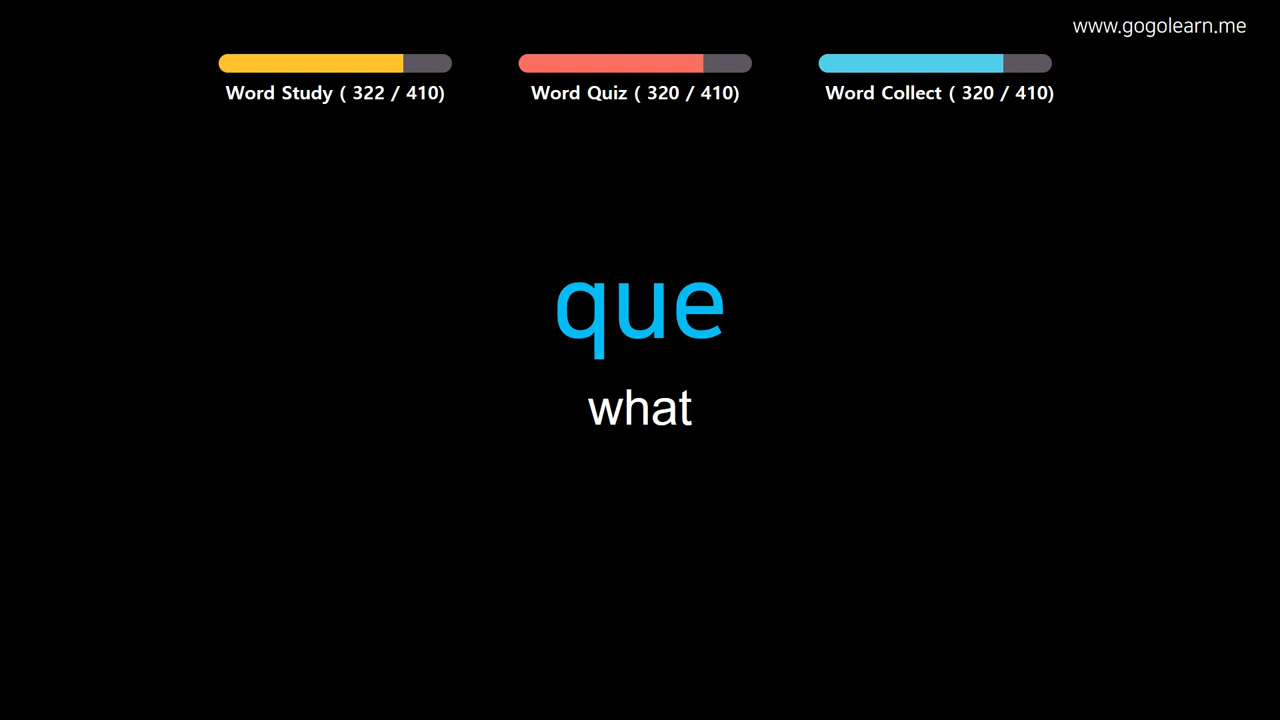 www.gogolearn.me
Word Study ( 322 / 410)
Word Quiz ( 320 / 410)
Word Collect ( 320 / 410)
que
what